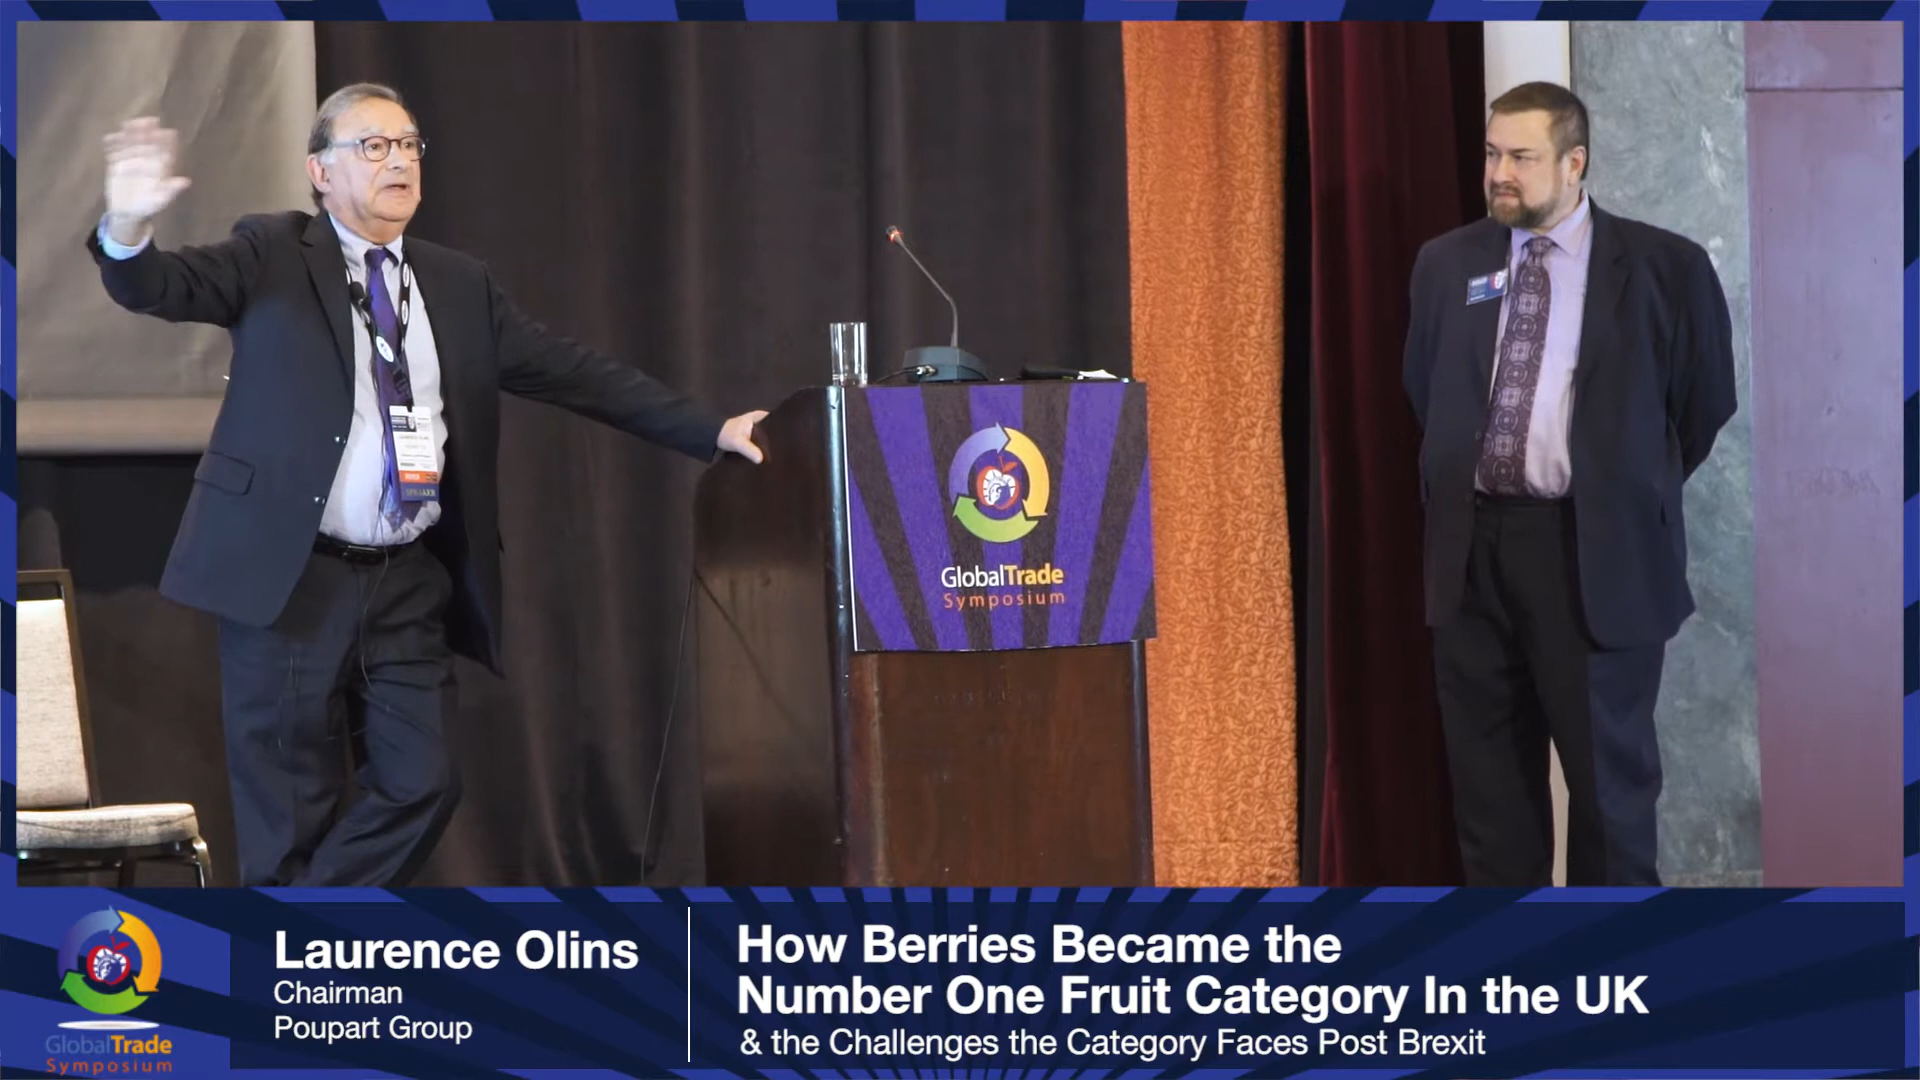 SPEAKER
GlobalTrade
Symposium
Laurence Olins
Chairman
Poupart Group
How Berries Became the
Number One Fruit Category In the UK
& the Challenges the Category Faces Post Brexit
GlobalTrade
Symposium